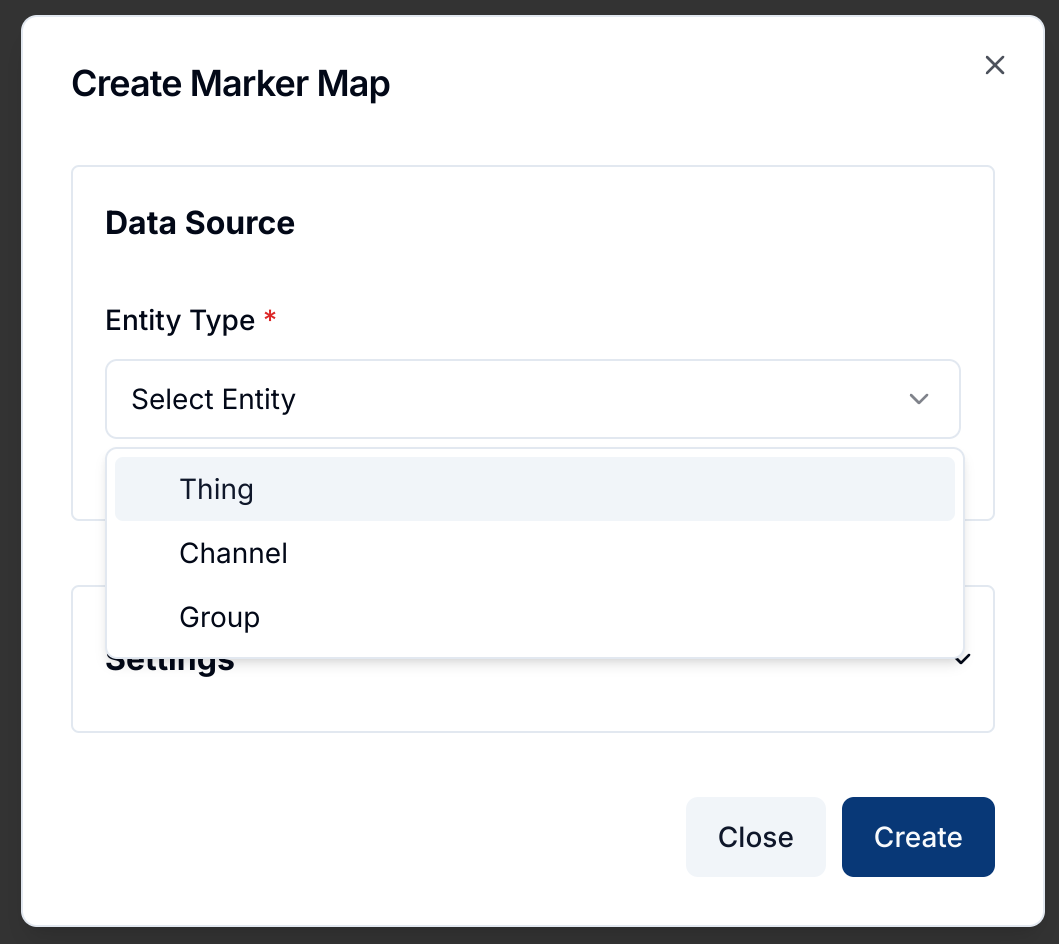 Create Marker Map
Data Source
Entity Type *
Select Entity
Thing
Channel
Group
Settings
Close
Create